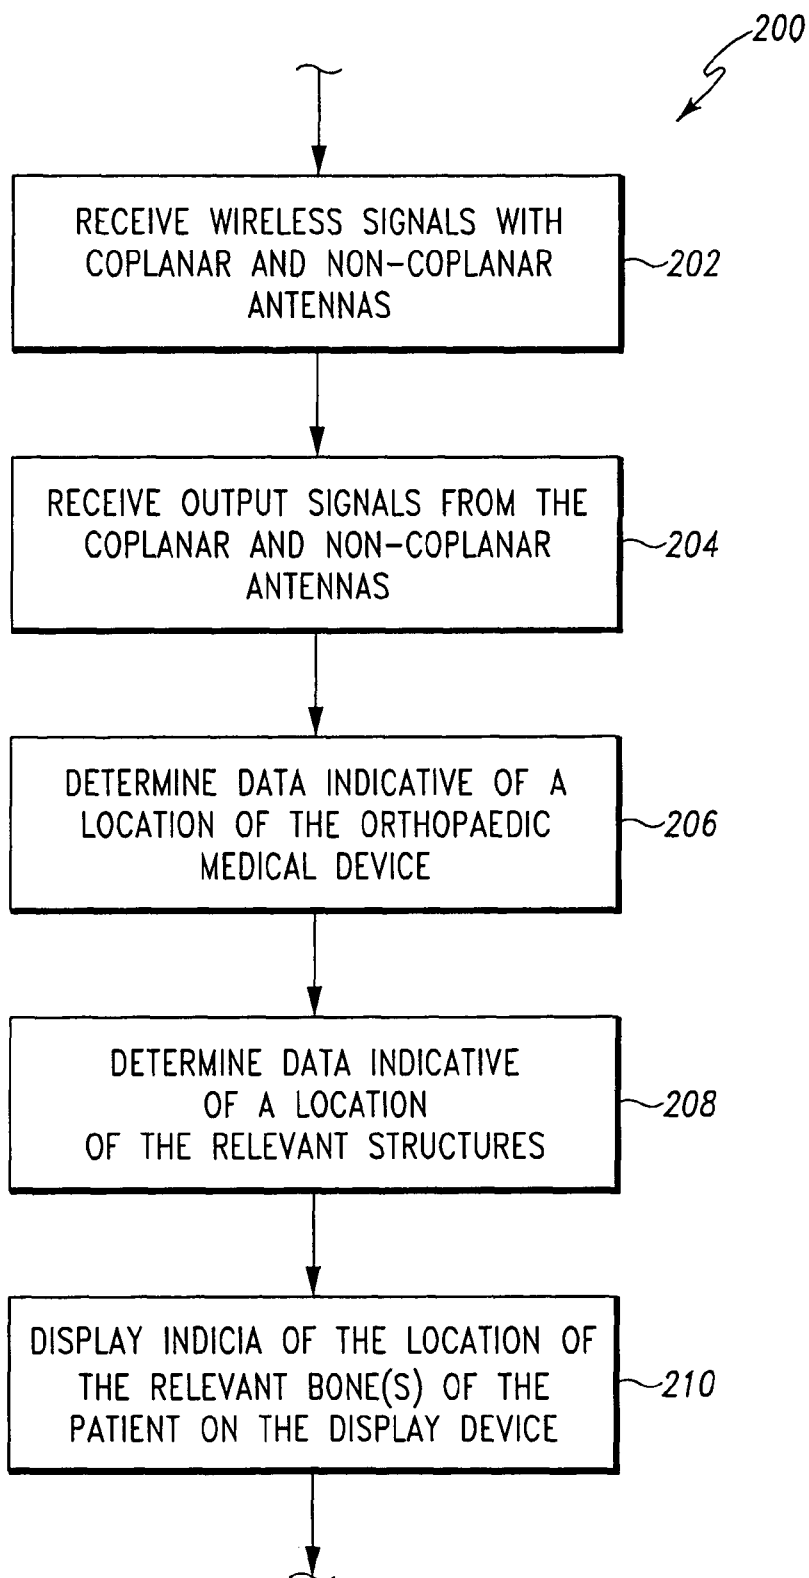 200
RECEIVE WIRELESS SIGNALS WITH
COPLANAR AND NON-COPLANAR
ANTENNAS
202
RECEIVE OUTPUT SIGNALS FROM THE
COPLANAR AND NON-COPLANAR
ANTENNAS
204
DETERMINE DATA INDICATIVE OF A
LOCATION OF THE ORTHOPAEDIC
MEDICAL DEVICE
206
DETERMINE DATA INDICATIVE
OF A LOCATION
OF THE RELEVANT STRUCTURES
208
DISPLAY INDICIA OF THE LOCATION OF
THE RELEVANT BONE(S) OF THE
PATIENT ON THE DISPLAY DEVICE
210